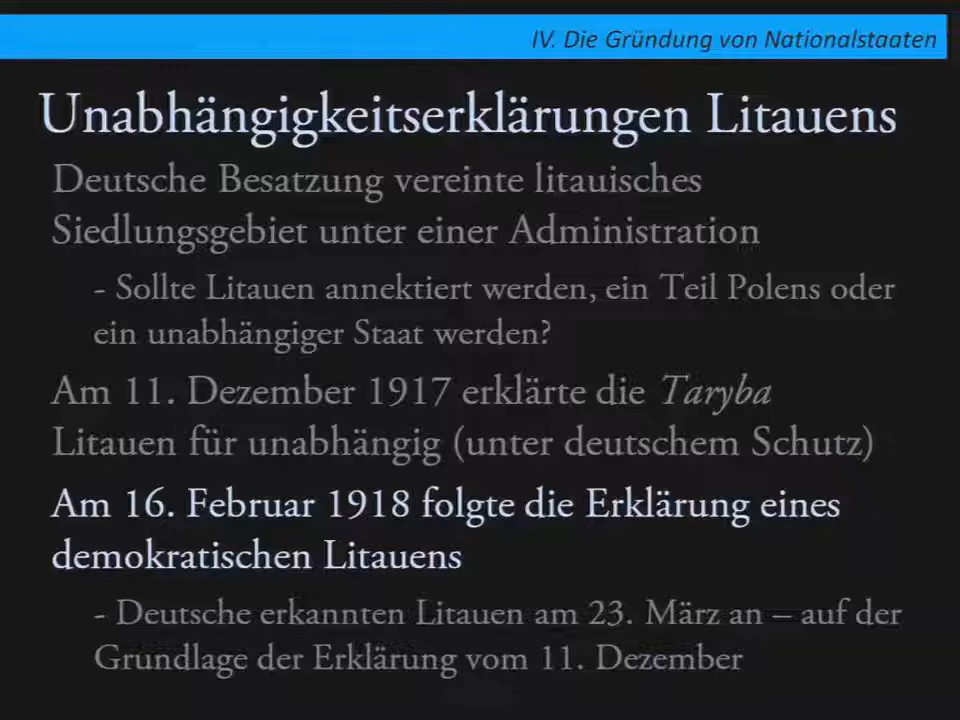 IV. Die Gründung von Nationalstaaten
Unabhängigkeitserklärungen Litauens
Deutsche Besatzung vereinte litauisches
Siedlungsgebiet unter einer Administration
- Sollte Litauen annektiert werden, ein Teil Polens oder
ein unabhängiger Staat werden?
Am 11. Dezember 1917 erklärte die Taryba
Litauen für unabhängig (unter deutschem Schutz)
Am 16. Februar 1918 folgte die Erklärung eines
demokratischen Litauens
- Deutsche erkannten Litauen am 23. März an – auf der
Grundlage der Erklärung vom 11. Dezember